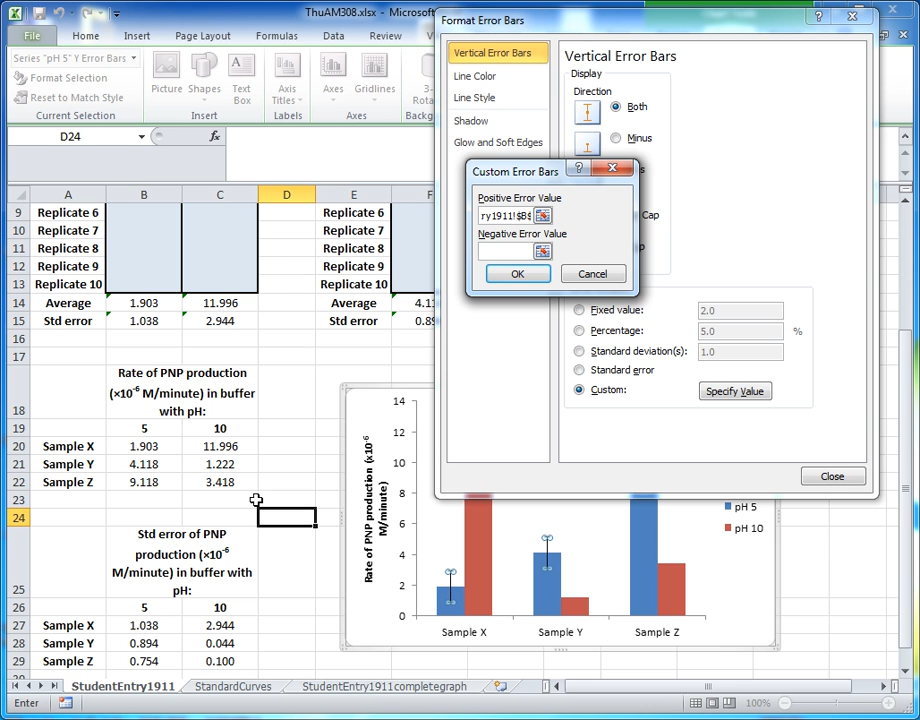 ThuAM308.xlsx - Microsoft
Format Error Bars
File Home Insert Page Layout Formulas Data Review
Series "pH 5" Y Error Bars
Format Selection
Reset to Match Style
Current Selection
Picture Shapes Text Box
Insert
Axis Titles
Labels
Axes Gridlines
Axes
3-
Rota
Backg
D24
fx
A B C D E F
9 Replicate 6 Replicate 6
10 Replicate 7 Replicate 7
11 Replicate 8 Replicate 8
12 Replicate 9 Replicate 9
13 Replicate 10 Replicate 10
14 Average 1.903 11.996 Average 4.11
15 Std error 1.038 2.944 Std error 0.89
16
17
Rate of PNP production
(×10-6 M/minute) in buffer
18 with pH:
19 5 10
20 Sample X 1.903 11.996
21 Sample Y 4.118 1.222
22 Sample Z 9.118 3.418
23
24
Std error of PNP
production (×10-6
M/minute) in buffer with
25 pH:
26 5 10
27 Sample X 1.038 2.944
28 Sample Y 0.894 0.044
29 Sample Z 0.754 0.100
Rate of PNP production (x10-6
M/minute)
14
12
10
8
6
4
2
0
Sample X Sample Y Sample Z
pH 5
pH 10
Vertical Error Bars
Line Color
Line Style
Shadow
Glow and Soft Edges
Vertical Error Bars
Display
Direction
Both
Minus
Cap
Custom Error Bars
Positive Error Value
ry1911!$B$
Negative Error Value
OK Cancel
Fixed value: 2.0
Percentage: 5.0 %
Standard deviation(s): 1.0
Standard error
Custom: Specify Value
Close
StudentEntry1911 StandardCurves StudentEntry1911completegraph
Enter
100%